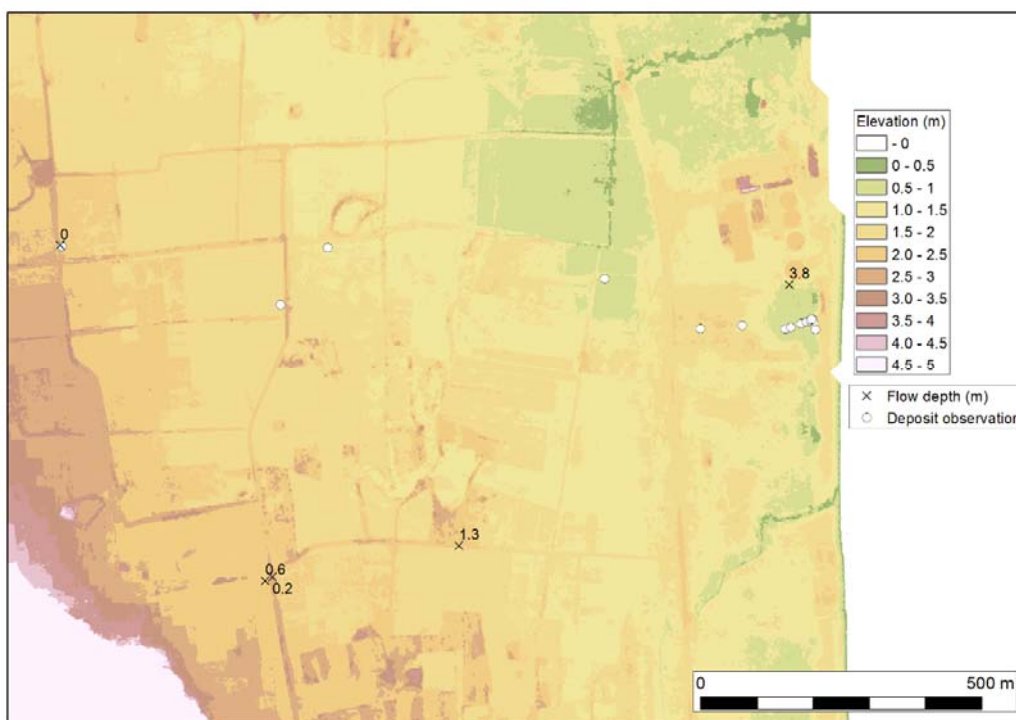 0
3.8
1.3
0.6
0.2
Elevation (m)
- 0
0 - 0.5
0.5 - 1
1.0 - 1.5
1.5 - 2
2.0 - 2.5
2.5 - 3
3.0 - 3.5
3.5 - 4
4.0 - 4.5
4.5 - 5
Flow depth (m)
Deposit observation
0 500 m